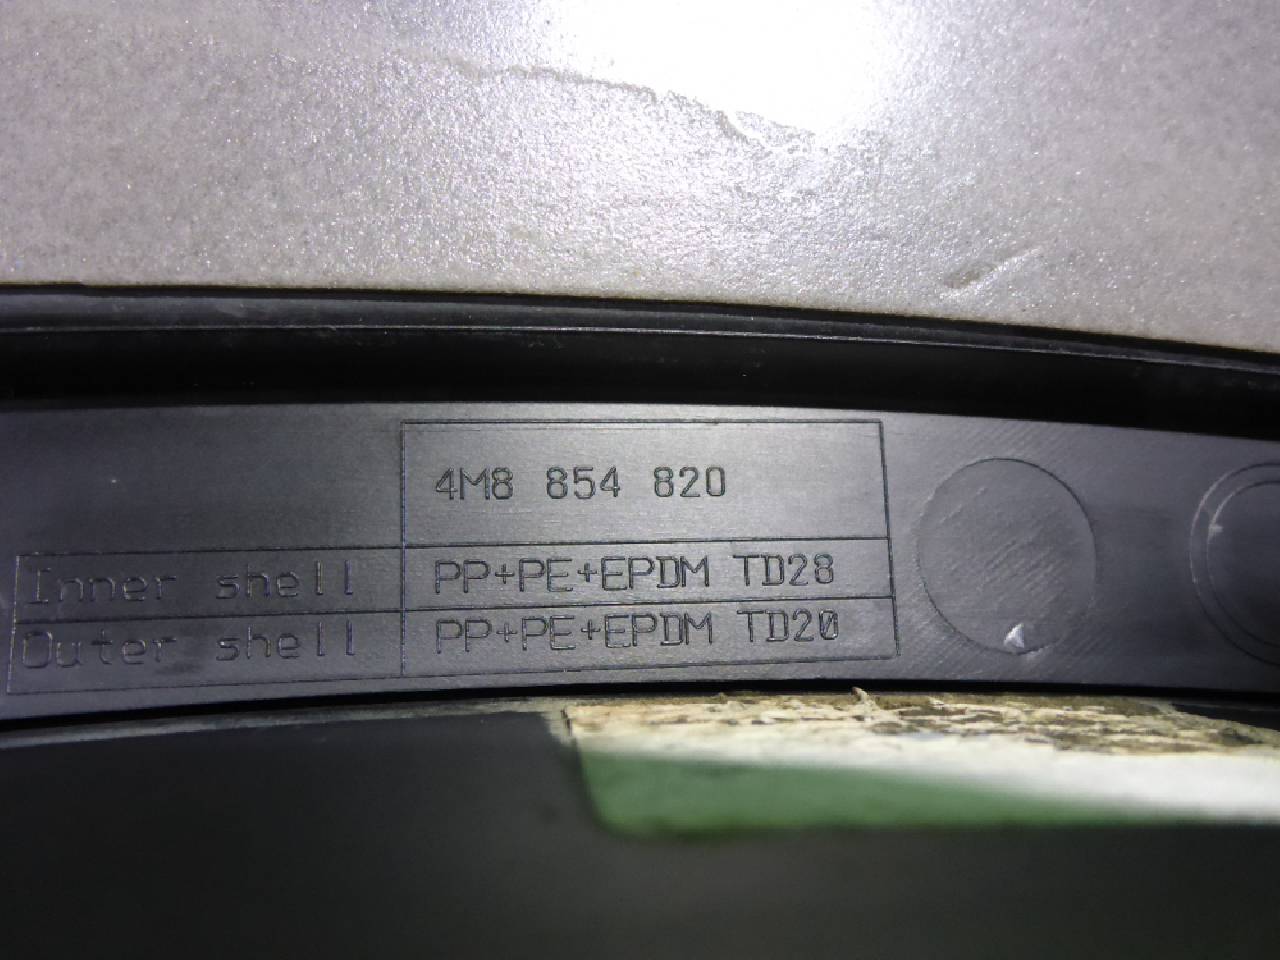 4M8 854 820
Inner shell PP+PE+EPDM TD28
Outer shell PP+PE+EPDM TD20